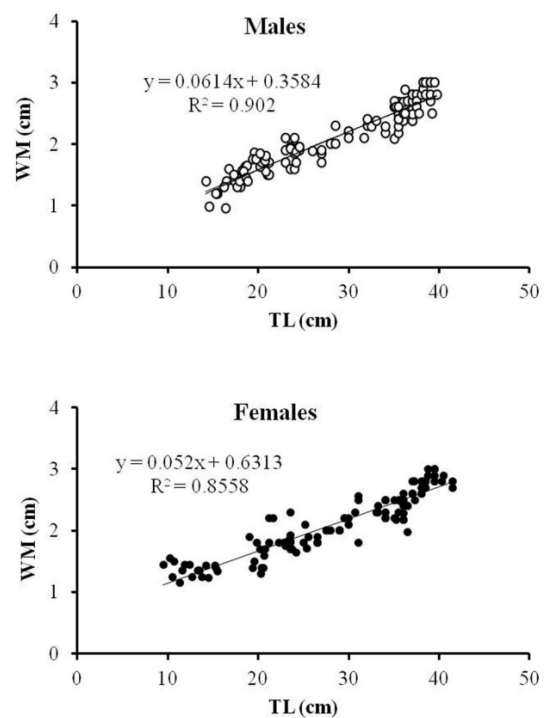 Males
y = 0.0614x + 0.3584
R² = 0.902
WM (cm)
4
3
2
1
0
0 10 20 30 40 50
TL (cm)
Females
y = 0.052x + 0.6313
R² = 0.8558
WM (cm)
4
3
2
1
0
0 10 20 30 40 50
TL (cm)